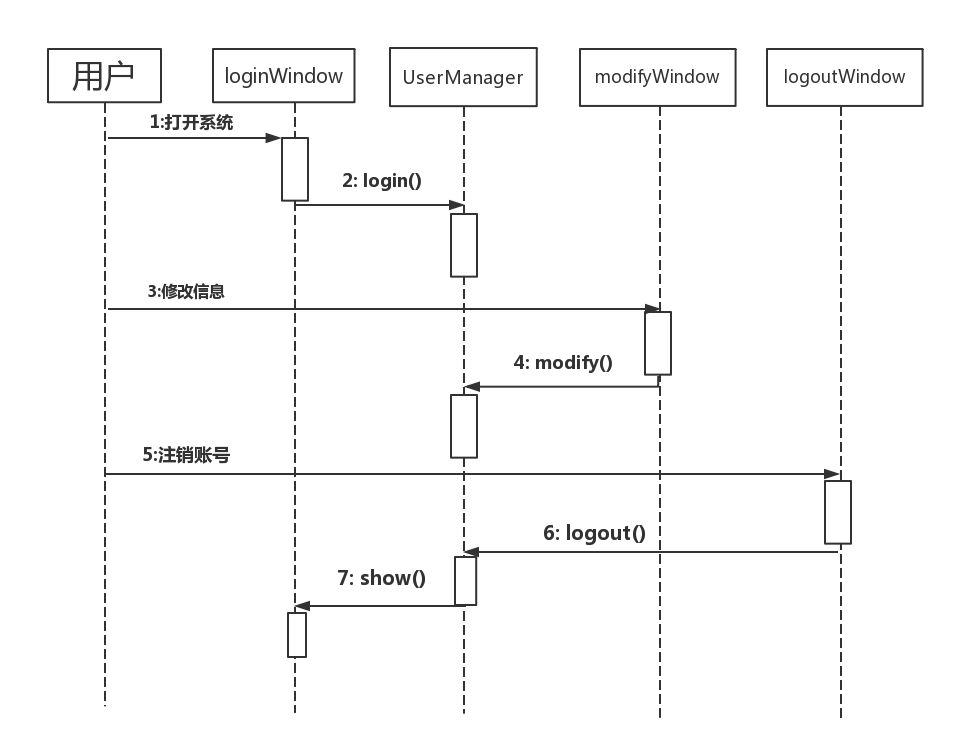 用户
loginWindow
UserManager
modifyWindow
logoutWindow
1:打开系统
2: login()
3:修改信息
4: modify()
5:注销账号
6: logout()
7: show()